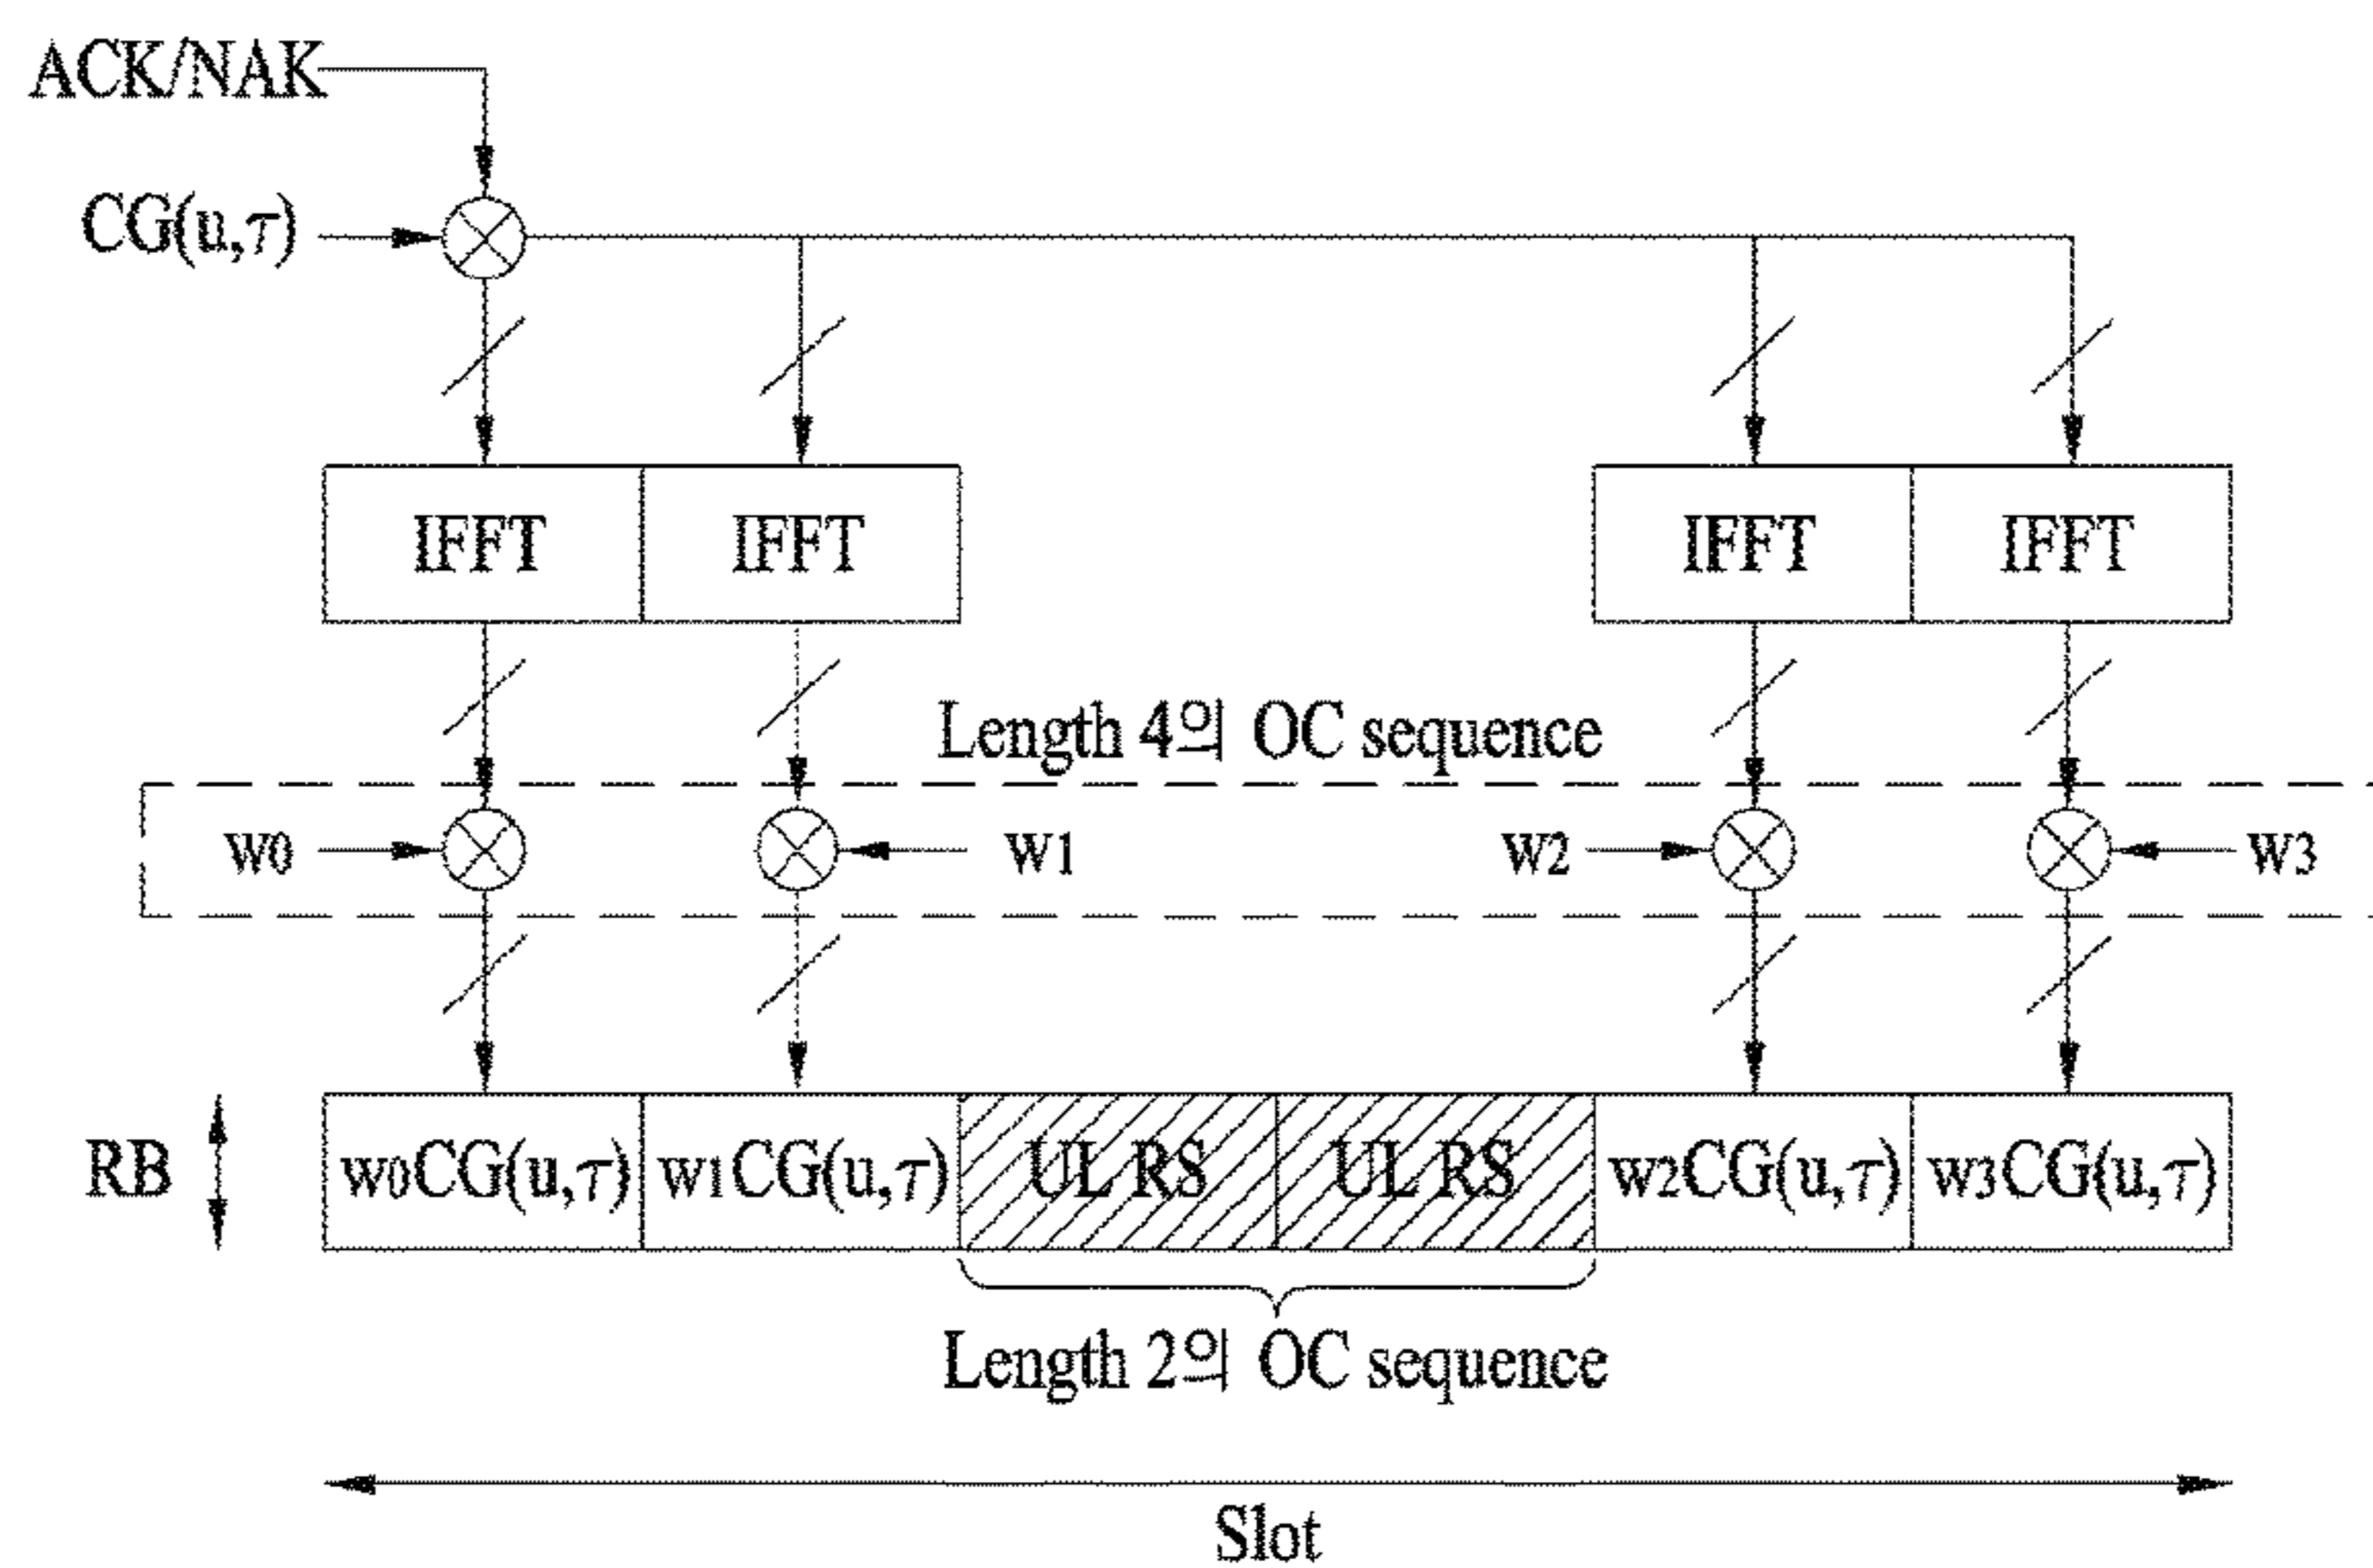 ACK/NAK
CG(u,τ)
IFFT IFFT IFFT IFFT
Length 4의 OC sequence
W0 W1 W2 W3
RB
w0CG(u,τ) w1CG(u,τ) UL RS UL RS w2CG(u,τ) w3CG(u,τ)
Length 2의 OC sequence
Slot